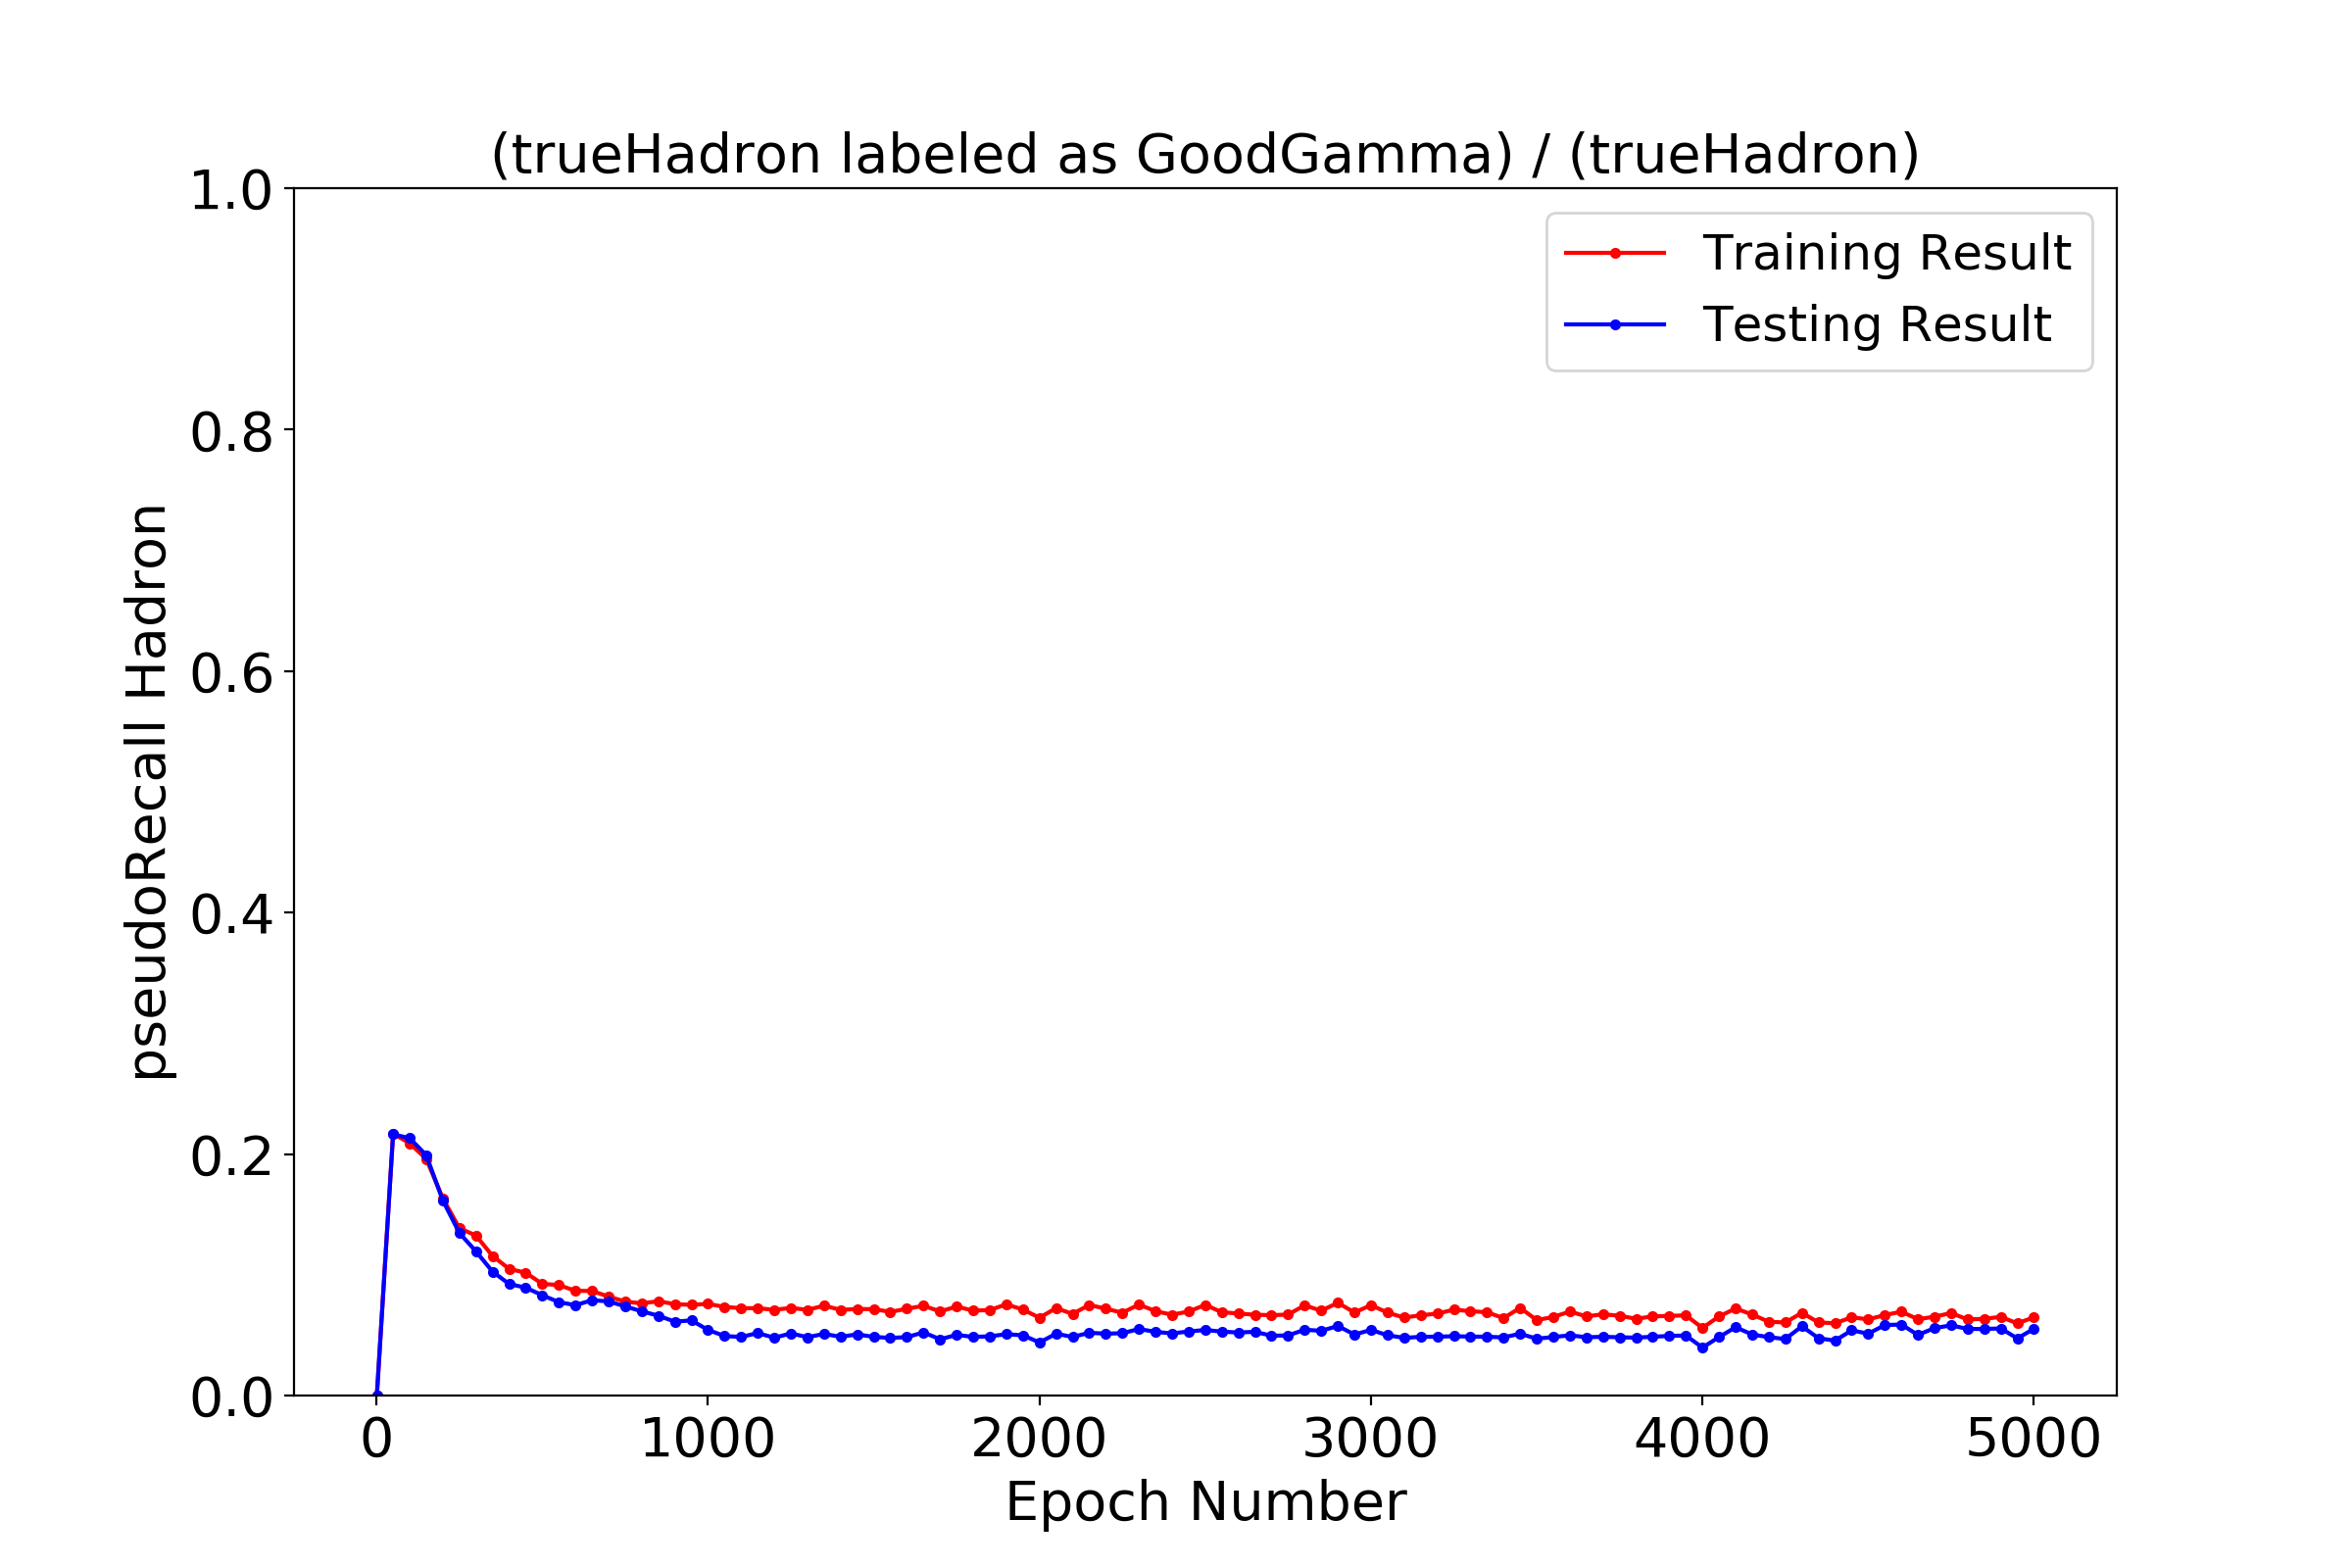 (trueHadron labeled as GoodGamma) / (trueHadron)
1.0
0.8
0.6
0.4
0.2
0.0
pseudoRecall Hadron
Training Result
Testing Result
0 1000 2000 3000 4000 5000
Epoch Number